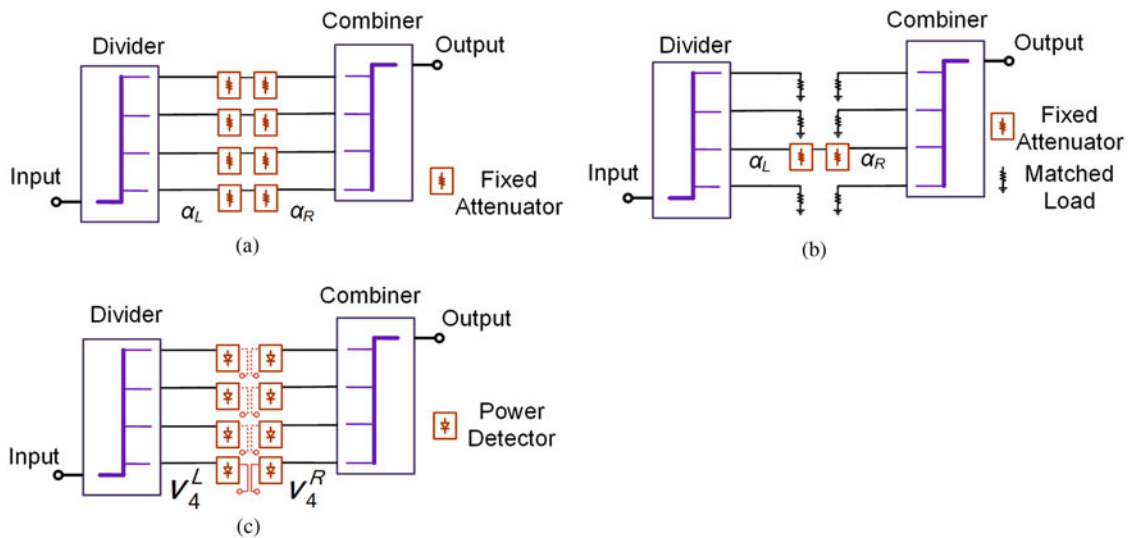 Divider
Combiner
Output
Input
α_L
α_R
Fixed
Attenuator
(a)
Divider
Combiner
Output
Input
α_L
α_R
Fixed
Attenuator
Matched
Load
(b)
Divider
Combiner
Output
Input
V_4^L
V_4^R
Power
Detector
(c)